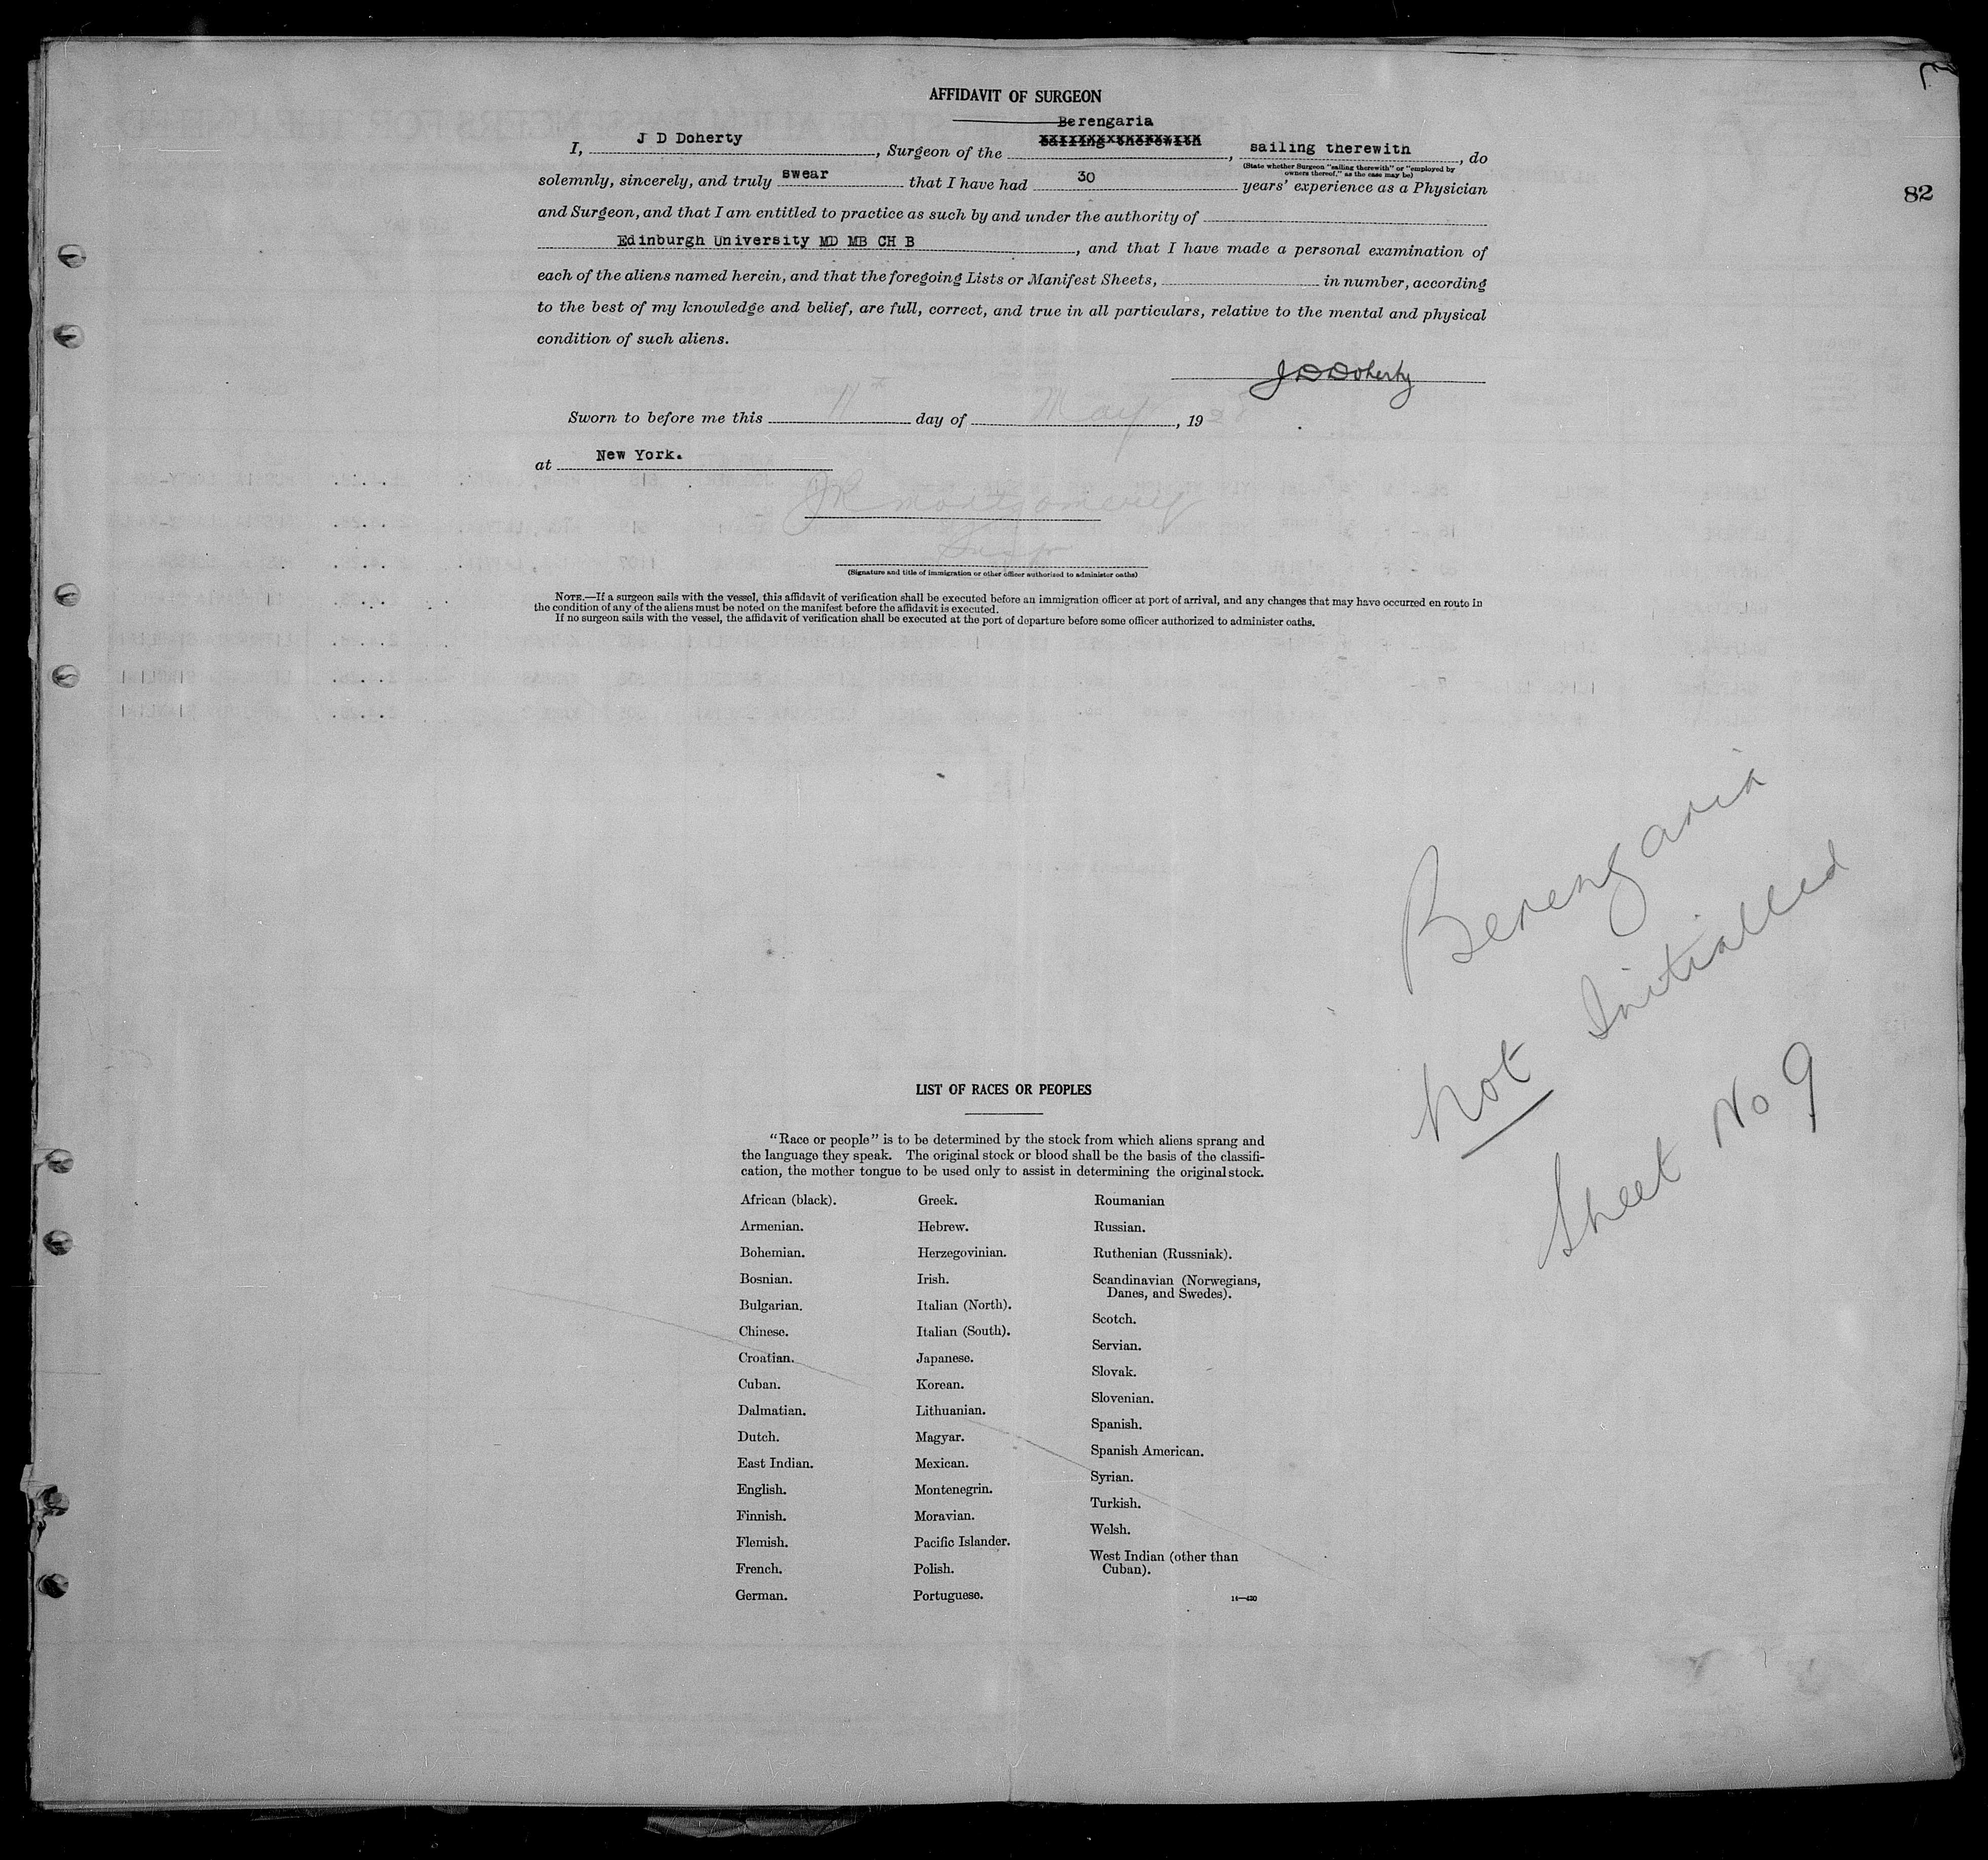 82
AFFIDAVIT OF SURGEON
Berengaria
I, J D Doherty, Surgeon of the sailing therewith, sailing therewith, do
(State whether Surgeon "sailing therewith" or "employed by
owners thereof," as the case may be)
solemnly, sincerely, and truly swear that I have had 30 years' experience as a Physician
and Surgeon, and that I am entitled to practice as such by and under the authority of
Edinburgh University MD MB CH B, and that I have made a personal examination of
each of the aliens named herein, and that the foregoing Lists or Manifest Sheets, in number, according
to the best of my knowledge and belief, are full, correct, and true in all particulars, relative to the mental and physical
condition of such aliens.
J D Doherty
Sworn to before me this 11th day of May, 1928
at New York.
JR Montgomery
Insp
(Signature and title of immigration or other officer authorized to administer oaths)
NOTE.—If a surgeon sails with the vessel, this affidavit of verification shall be executed before an immigration officer at port of arrival, and any changes that may have occurred en route in
the condition of any of the aliens must be noted on the manifest before the affidavit is executed.
If no surgeon sails with the vessel, the affidavit of verification shall be executed at the port of departure before some officer authorized to administer oaths.
Berengaria
not Initialled
Sheet No 9
LIST OF RACES OR PEOPLES
"Race or people" is to be determined by the stock from which aliens sprang and
the language they speak. The original stock or blood shall be the basis of the classifi-
cation, the mother tongue to be used only to assist in determining the original stock.
African (black).
Armenian.
Bohemian.
Bosnian.
Bulgarian.
Chinese.
Croatian.
Cuban.
Dalmatian.
Dutch.
East Indian.
English.
Finnish.
Flemish.
French.
German.
Greek.
Hebrew.
Herzegovinian.
Irish.
Italian (North).
Italian (South).
Japanese.
Korean.
Lithuanian.
Magyar.
Mexican.
Montenegrin.
Moravian.
Pacific Islander.
Polish.
Portuguese.
Roumanian
Russian.
Ruthenian (Russniak).
Scandinavian (Norwegians,
Danes, and Swedes).
Scotch.
Servian.
Slovak.
Slovenian.
Spanish.
Spanish American.
Syrian.
Turkish.
Welsh.
West Indian (other than
Cuban).
14—430